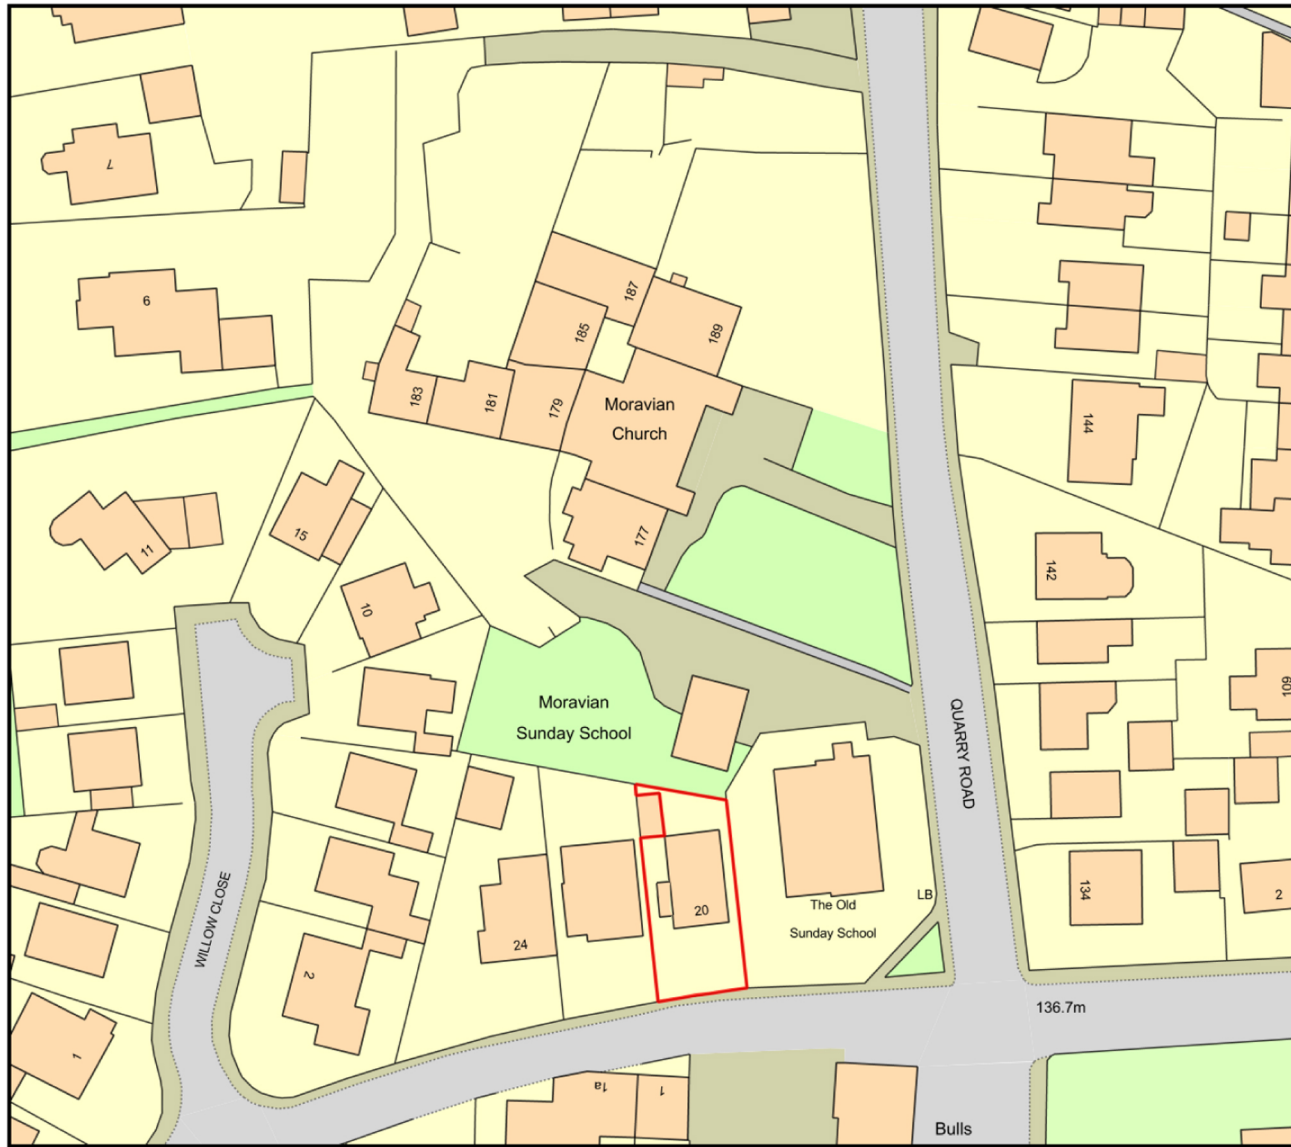 7
6
187
185
189
183
181
179
Moravian
Church
144
177
15
11
142
10
109
Moravian
Sunday School
QUARRY ROAD
WILLOW CLOSE
LB
134
2
The Old
Sunday School
20
24
2
136.7m
1
1a
1
Bulls